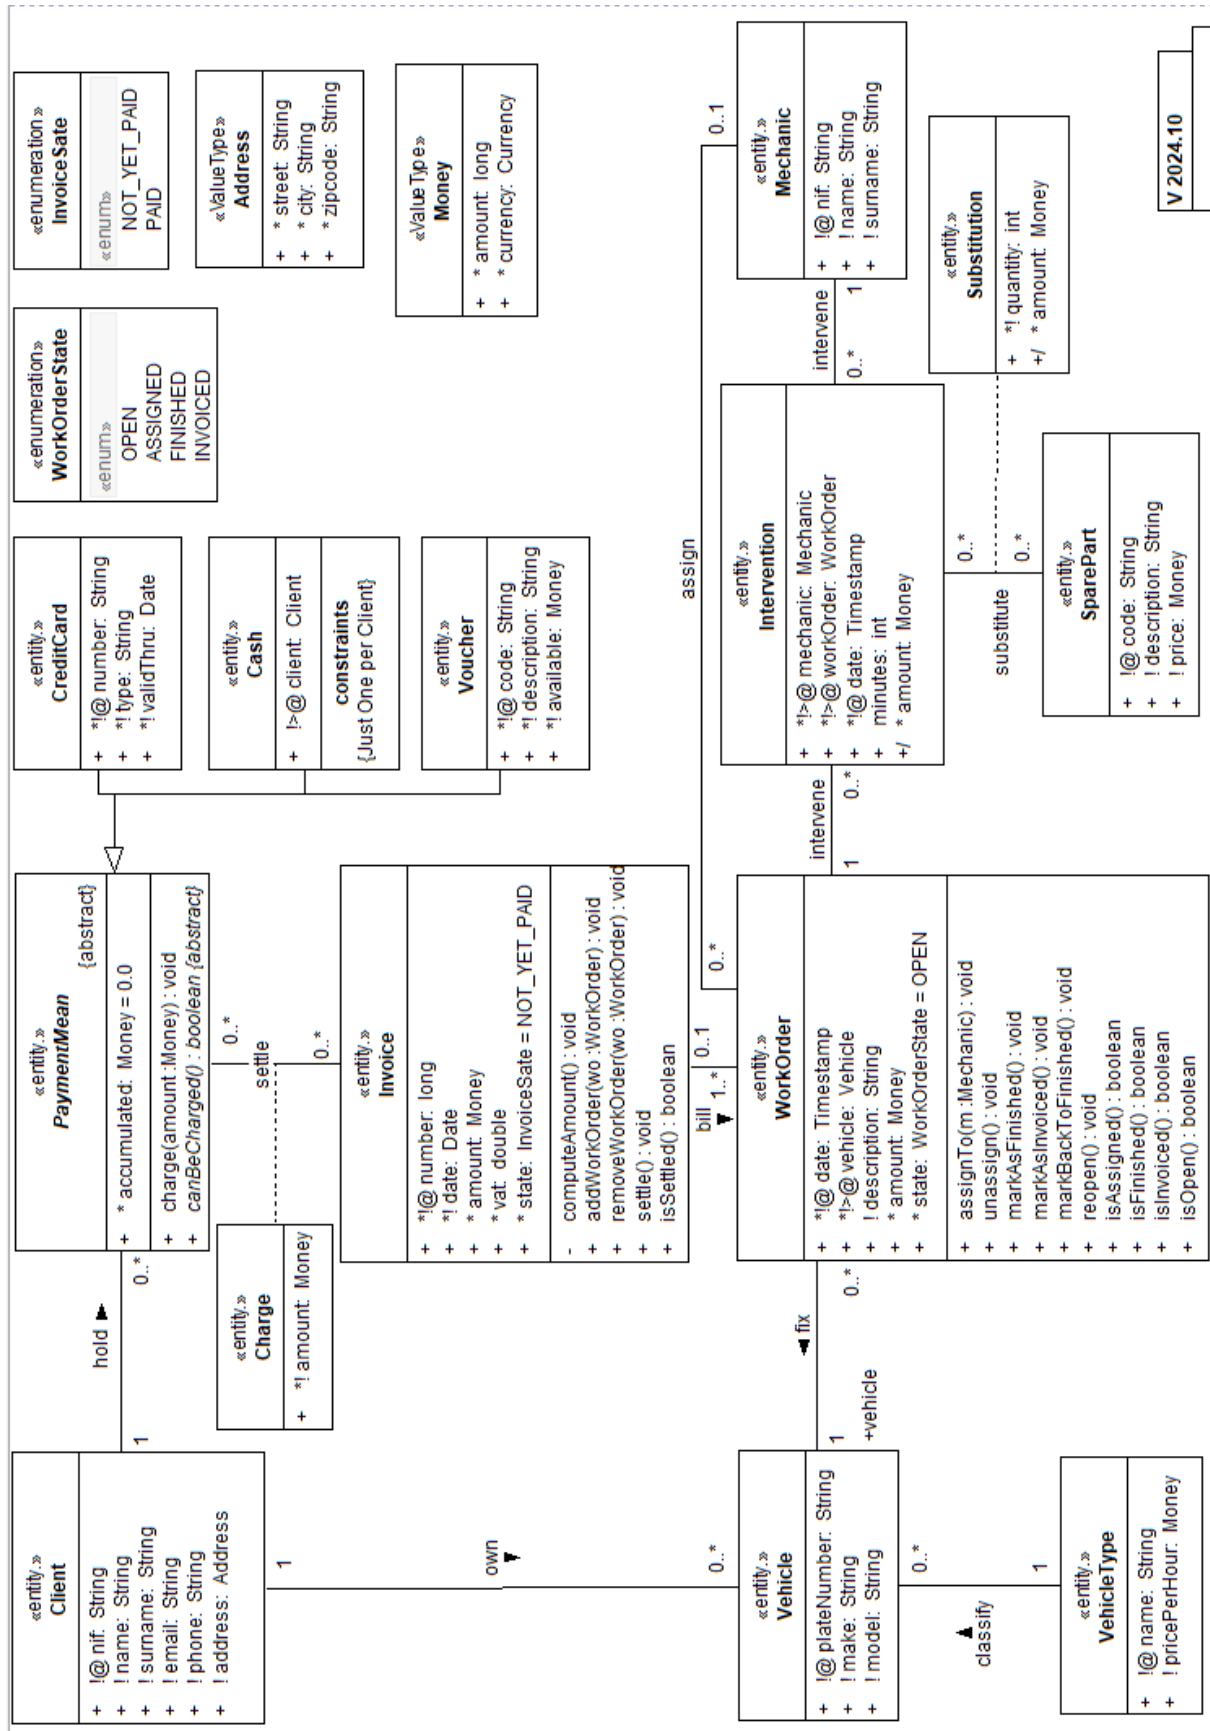 «entity.»
Client
+ !@ nif: String
+ ! name: String
+ ! surname: String
+ ! email: String
+ ! phone: String
+ ! address: Address
1
hold ►
0..*
«entity.»
PaymentMean
{abstract}
+ * accumulated: Money = 0.0
+ charge(amount :Money) : void
+ canBeCharged() : boolean {abstract}
«entity.»
CreditCard
+ *!@ number: String
+ *! type: String
+ *! validThru: Date
«entity.»
Cash
+ !>@ client: Client
constraints
{Just One per Client}
«entity.»
Voucher
+ *!@ code: String
+ *! description: String
+ *! available: Money
«enumeration»
WorkOrderState
«enum»
OPEN
ASSIGNED
FINISHED
INVOICED
«enumeration»
InvoiceSate
«enum»
NOT_YET_PAID
PAID
«ValueType»
Address
+ * street: String
+ * city: String
+ * zipcode: String
«ValueType»
Money
+ * amount: long
+ * currency: Currency
«entity.»
Charge
+ *! amount: Money
0..*
settle
0..*
«entity.»
Invoice
+ *!@ number: long
+ *! date: Date
+ * amount: Money
+ * vat: double
+ * state: InvoiceSate = NOT_YET_PAID
- computeAmount() : void
+ addWorkOrder(wo :WorkOrder) : void
+ removeWorkOrder(wo :WorkOrder) : void
+ settle() : void
+ isSettled() : boolean
1
own
▼
0..*
0..1
bill
▼ 1..*
assign
0..*
0..1
«entity.»
Vehicle
+ !@ plateNumber: String
+ ! make: String
+ ! model: String
1
+vehicle
◄ fix
0..*
«entity.»
WorkOrder
+ *!@ date: Timestamp
+ *!>@ vehicle: Vehicle
+ ! description: String
+ * amount: Money
+ * state: WorkOrderState = OPEN
+ assignTo(m :Mechanic) : void
+ unassign() : void
+ markAsFinished() : void
+ markAsInvoiced() : void
+ markBackToFinished() : void
+ reopen() : void
+ isAssigned() : boolean
+ isFinished() : boolean
+ isInvoiced() : boolean
+ isOpen() : boolean
intervene
1
0..*
«entity.»
Intervention
+ *!>@ mechanic: Mechanic
+ *!>@ workOrder: WorkOrder
+ *!@ date: Timestamp
+ minutes: int
+/ * amount: Money
intervene
0..*
1
«entity.»
Mechanic
+ !@ nif: String
+ ! name: String
+ ! surname: String
0..*
▲
classify
1
«entity.»
VehicleType
+ !@ name: String
+ ! pricePerHour: Money
0..*
substitute
0..*
«entity.»
SparePart
+ !@ code: String
+ ! description: String
+ ! price: Money
«entity.»
Substitution
+ *! quantity: int
+/ * amount: Money
V 2024.10